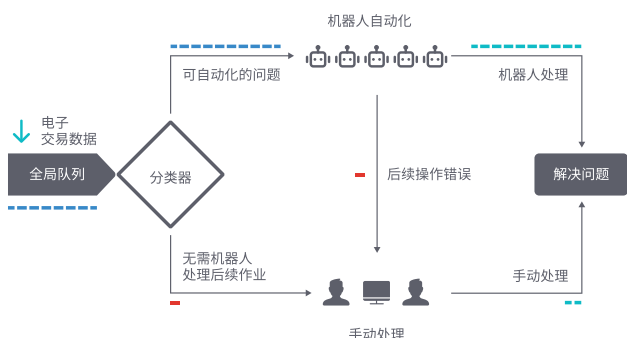 机器人自动化
可自动化的问题
机器人处理
电子
交易数据
全局队列
分类器
后续操作错误
解决问题
无需机器人
处理后续作业
手动处理
手动处理